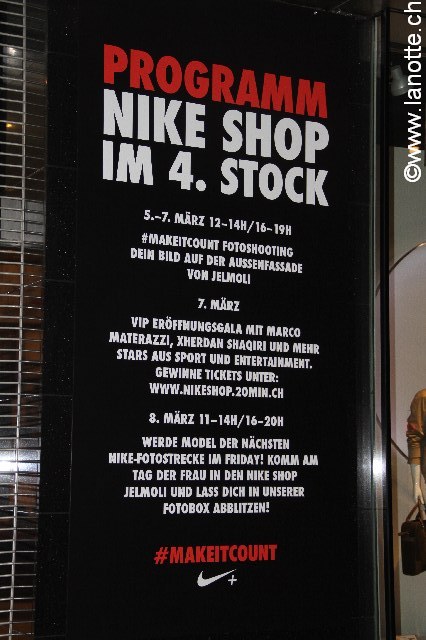 PROGRAMM
NIKE SHOP
IM 4. STOCK
5.–7. MÄRZ 12–14H/16–19H
#MAKEITCOUNT FOTOSHOOTING
DEIN BILD AUF DER AUSSENFASSADE
VON JELMOLI
7. MÄRZ
VIP ERÖFFNUNGSGALA MIT MARCO
MATERAZZI, XHERDAN SHAQIRI UND MEHR
STARS AUS SPORT UND ENTERTAINMENT.
GEWINNE TICKETS UNTER:
WWW.NIKESHOP.20MIN.CH
8. MÄRZ 11–14H/16–20H
WERDE MODEL DER NÄCHSTEN
NIKE-FOTOSTRECKE IM FRIDAY! KOMM AM
TAG DER FRAU IN DEN NIKE SHOP
JELMOLI UND LASS DICH IN UNSERER
FOTOBOX ABBLITZEN!
#MAKEITCOUNT
+
©www.lanotte.ch